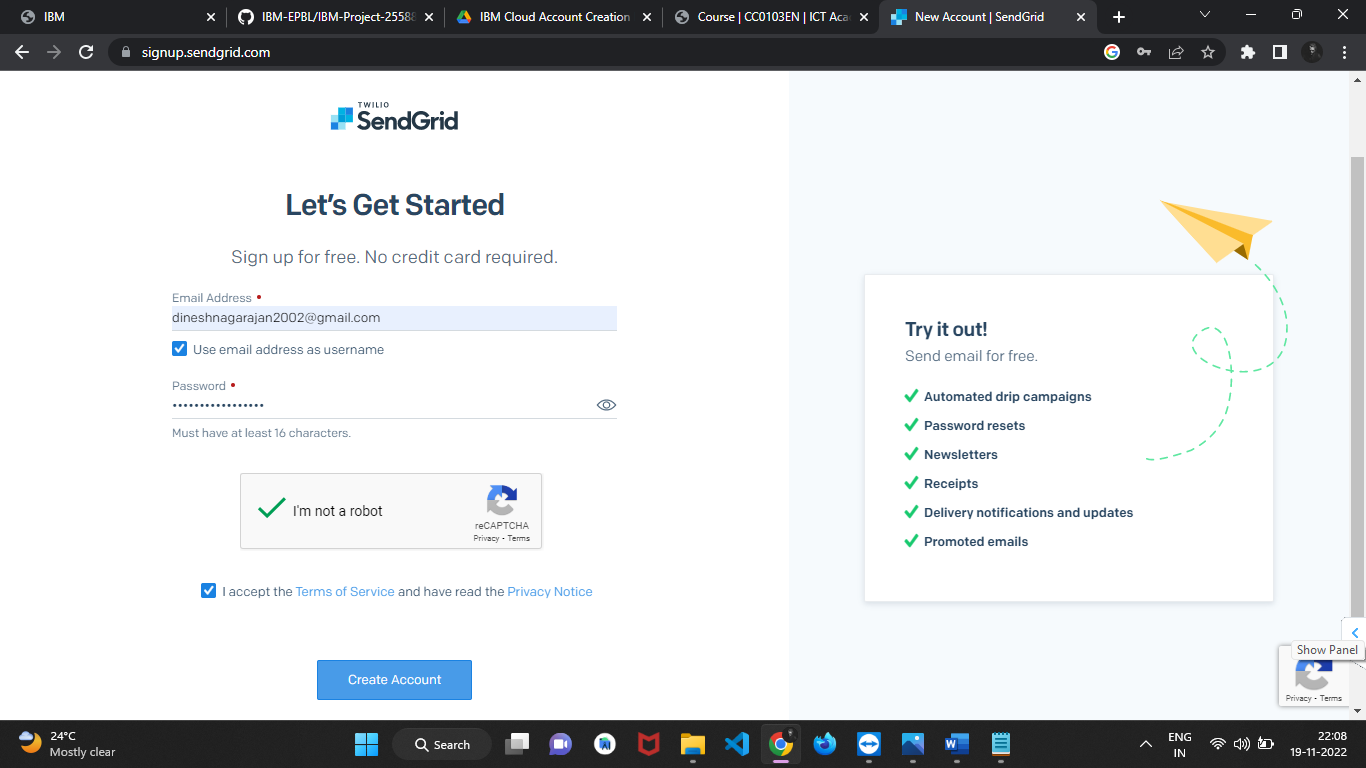 IBM
IBM-EPBL/IBM-Project-25588
IBM Cloud Account Creation
Course | CC0103EN | ICT Aca
New Account | SendGrid
signup.sendgrid.com
TWILIO
SendGrid
Let's Get Started
Sign up for free. No credit card required.
Email Address •
dineshnagarajan2002@gmail.com
Use email address as username
Password •
•••••••••••••••••
Must have at least 16 characters.
I'm not a robot
reCAPTCHA
Privacy - Terms
I accept the Terms of Service and have read the Privacy Notice
Create Account
Try it out!
Send email for free.
Automated drip campaigns
Password resets
Newsletters
Receipts
Delivery notifications and updates
Promoted emails
Show Panel
Privacy - Terms
24°C
Mostly clear
Search
ENG
IN
22:08
19-11-2022